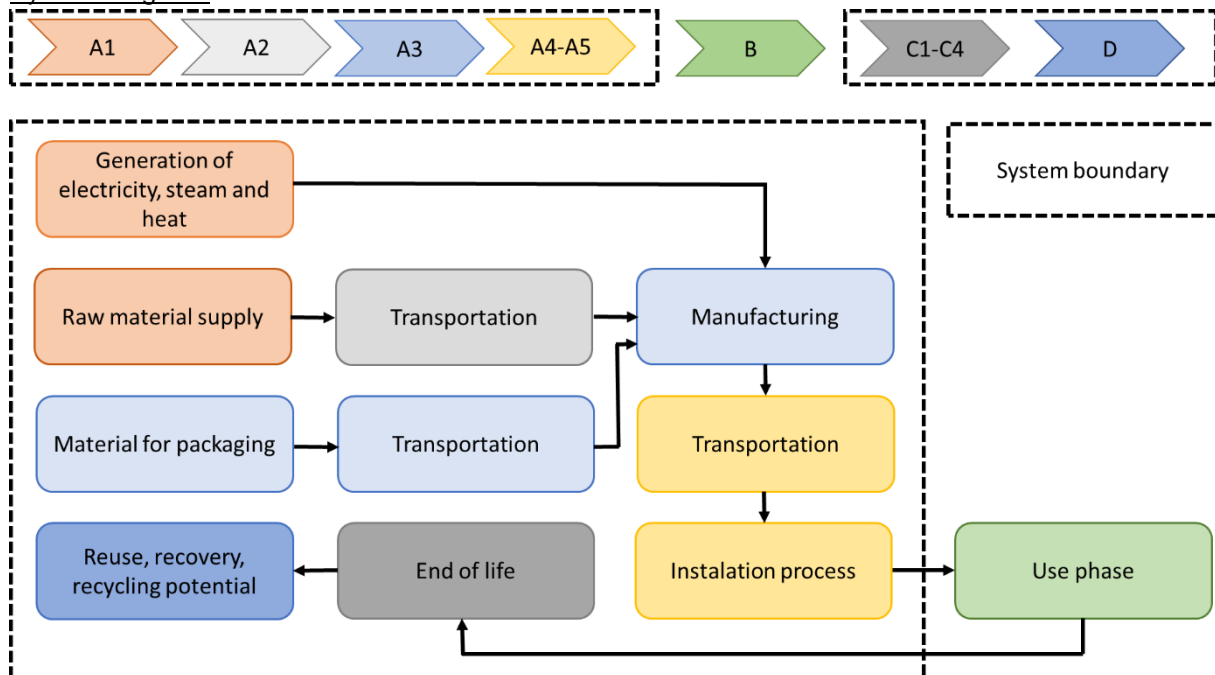 A1
A2
A3
A4-A5
B
C1-C4
D
Generation of
electricity, steam and
heat
System boundary
Raw material supply
Transportation
Manufacturing
Material for packaging
Transportation
Transportation
Reuse, recovery,
recycling potential
End of life
Instalation process
Use phase